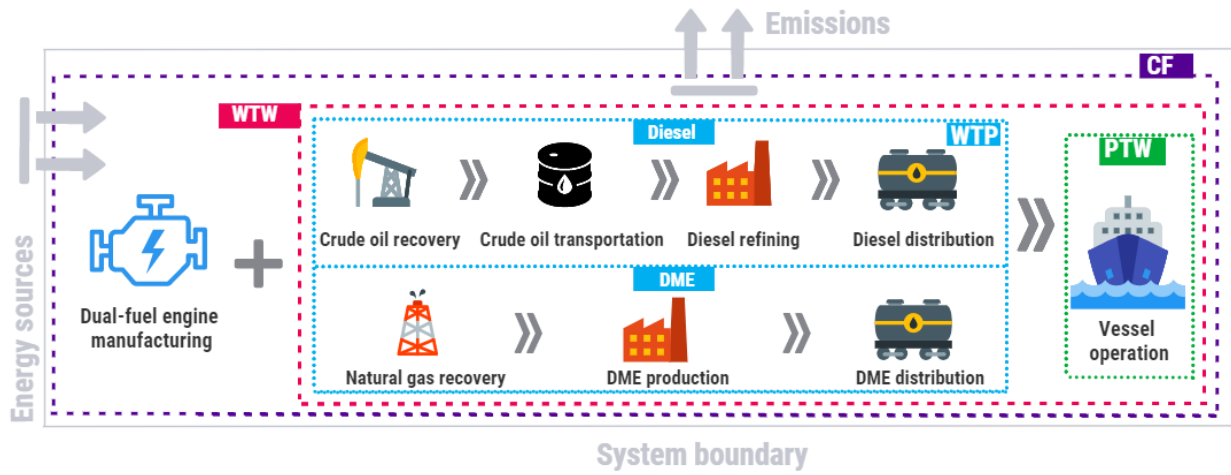 Emissions
CF
WTW
Diesel
WTP
PTW
Crude oil recovery
Crude oil transportation
Diesel refining
Diesel distribution
DME
Energy sources
Dual-fuel engine
manufacturing
Vessel
operation
Natural gas recovery
DME production
DME distribution
System boundary